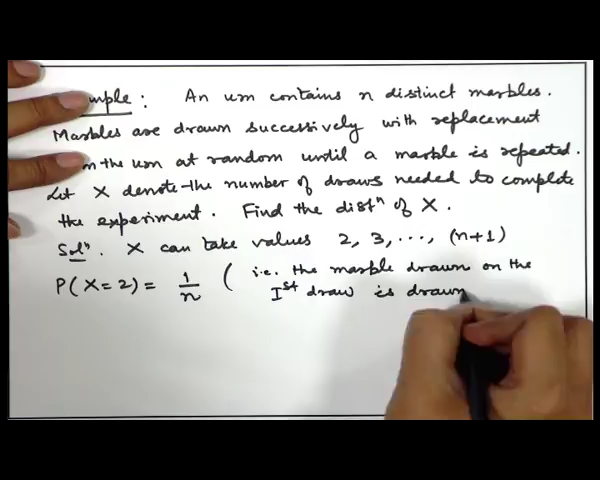 mple : An urn contains n distinct marbles.
Marbles are drawn successively with replacement
m the urn at random until a marble is repeated.
Let X denote the number of draws needed to complete
the experiment. Find the distⁿ of X.
Solⁿ. X can take values 2, 3, ..., (n+1)
P(X=2) = 1/n ( i.e. the marble drawn on the
Iˢᵗ draw is drawn